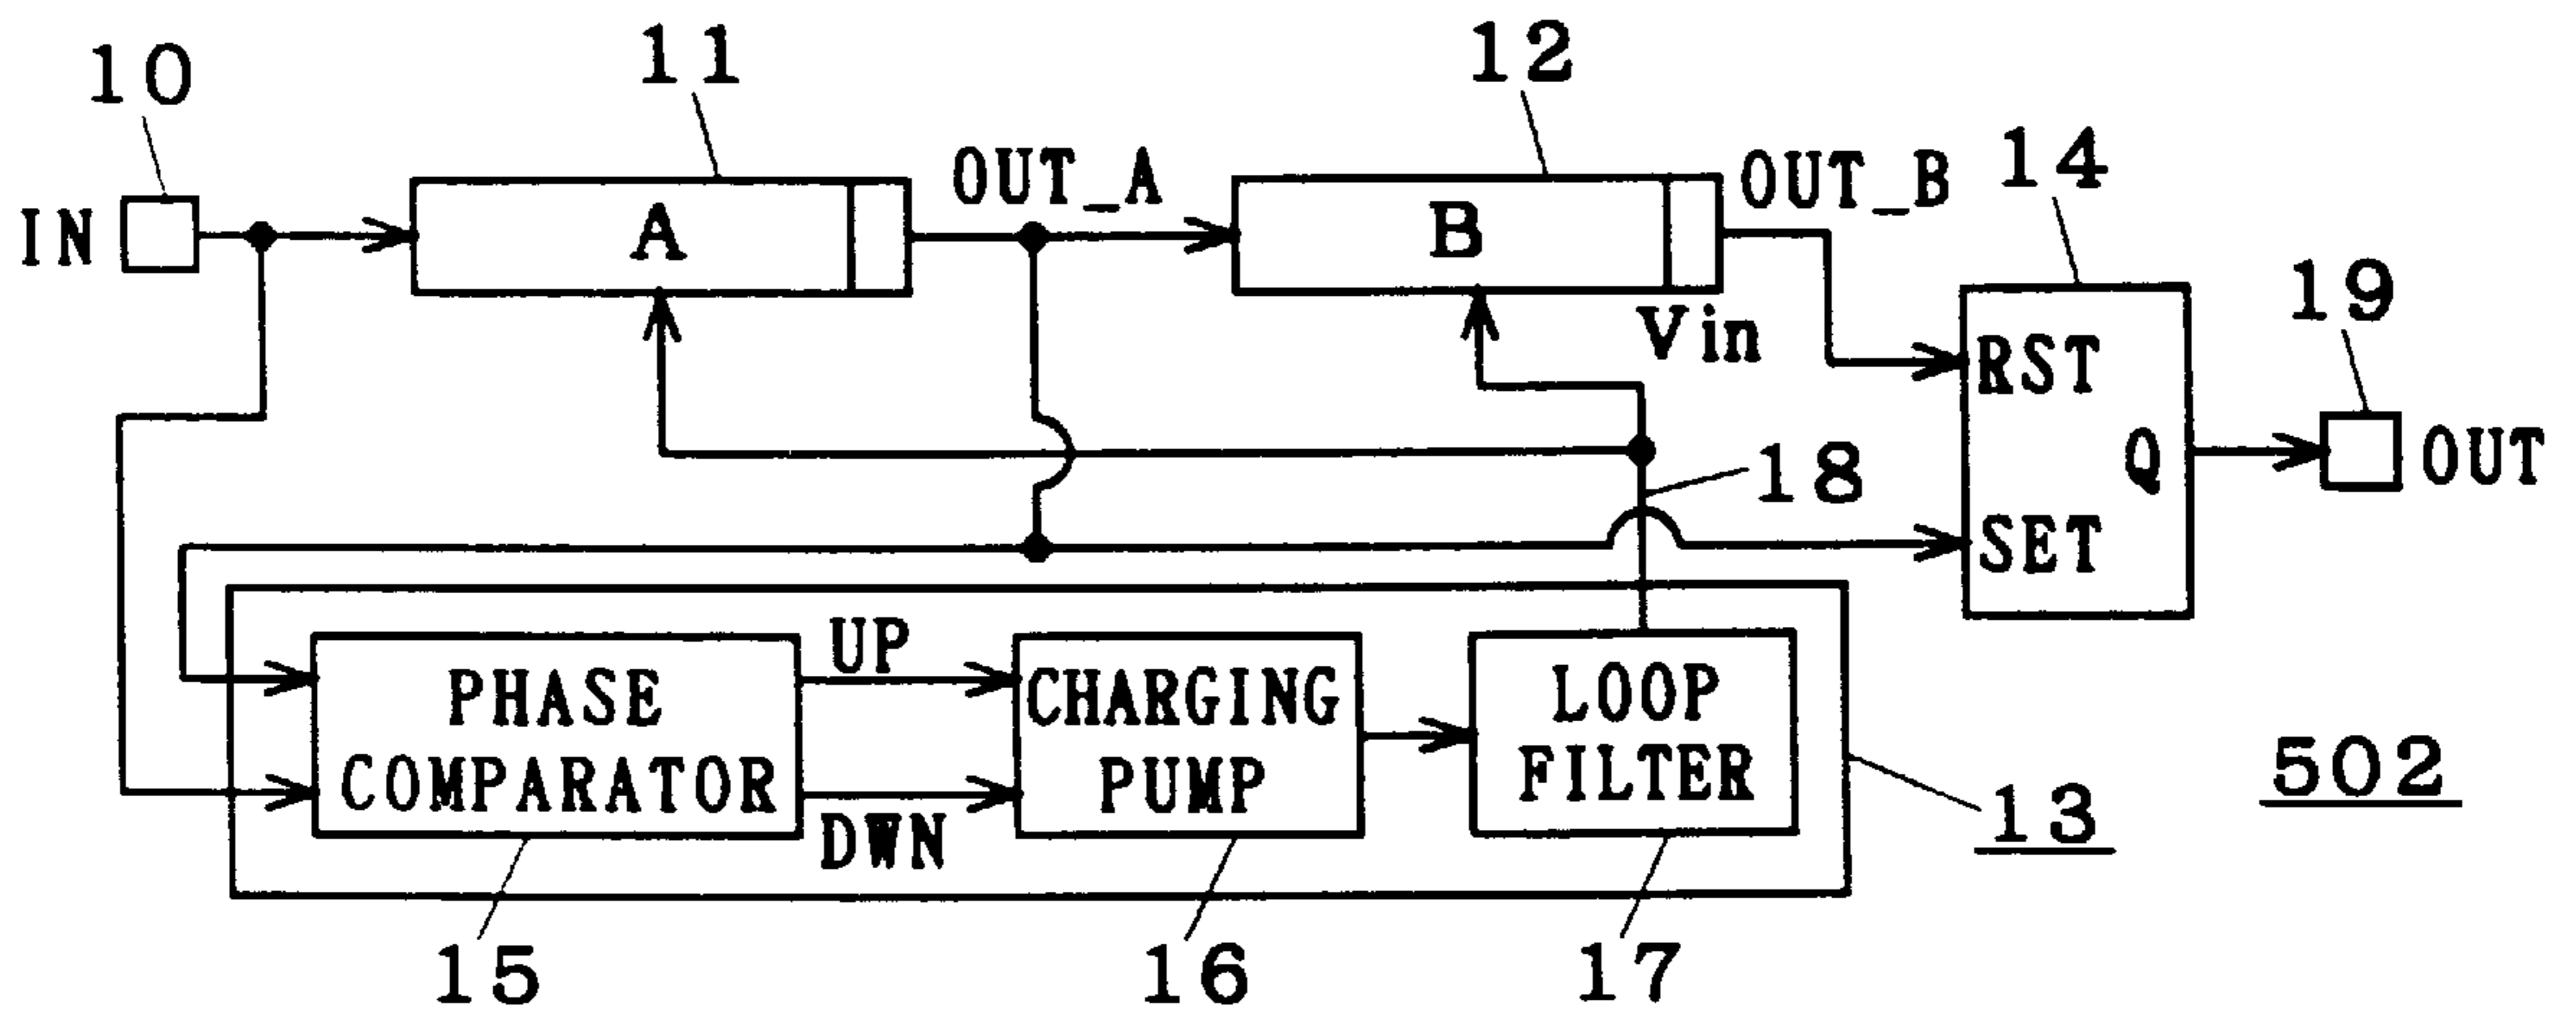 10
11
12
IN
A
OUT_A
B
OUT_B
14
Vin
19
RST
Q
OUT
18
SET
UP
PHASE
COMPARATOR
DWN
CHARGING
PUMP
LOOP
FILTER
502
13
15
16
17